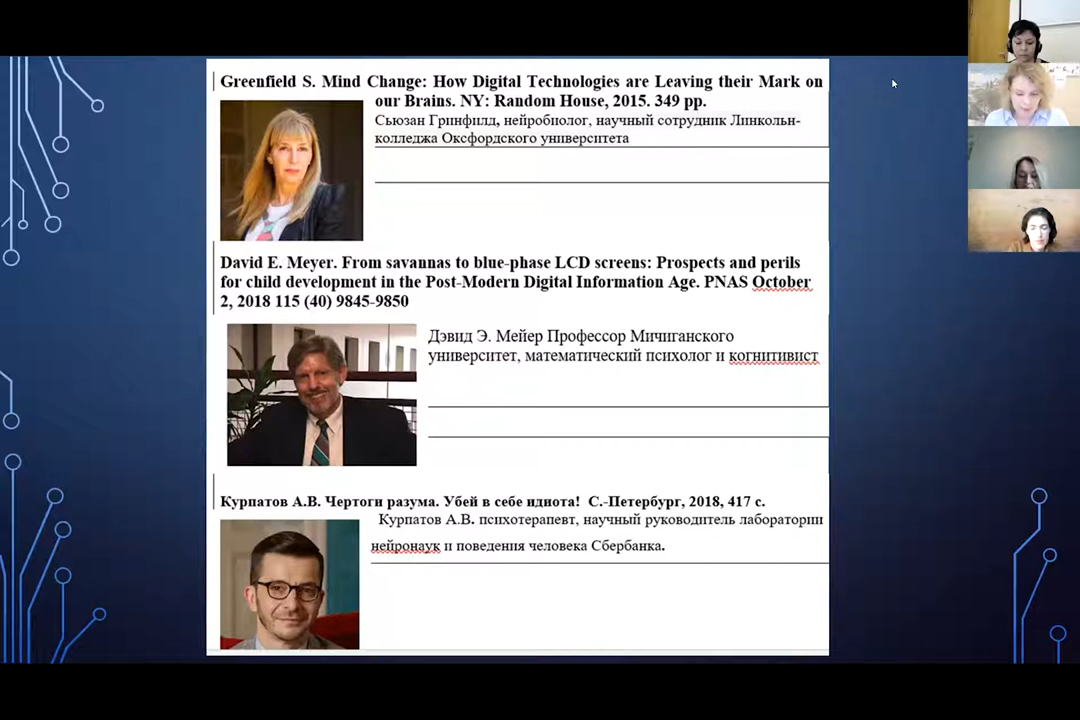 Greenfield S. Mind Change: How Digital Technologies are Leaving their Mark on
our Brains. NY: Random House, 2015. 349 pp.
Сьюзан Гринфилд, нейробиолог, научный сотрудник Линкольн-
колледжа Оксфордского университета
David E. Meyer. From savannas to blue-phase LCD screens: Prospects and perils
for child development in the Post-Modern Digital Information Age. PNAS October
2, 2018 115 (40) 9845-9850
Дэвид Э. Мейер Профессор Мичиганского
университет, математический психолог и когнитивист
Курпатов А.В. Чертоги разума. Убей в себе идиота! С.-Петербург, 2018, 417 с.
Курпатов А.В. психотерапевт, научный руководитель лаборатории
нейронаук и поведения человека Сбербанка.